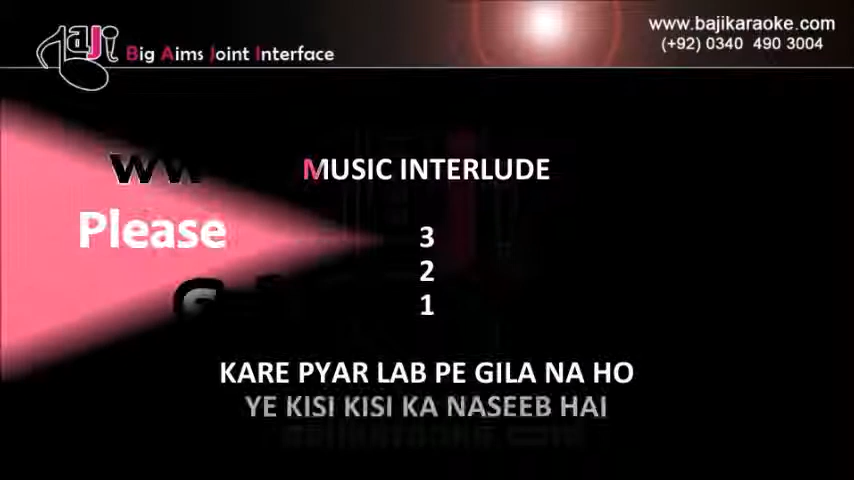 BAJI Big Aims Joint Interface
www.bajikaraoke.com
(+92) 0340 490 3004
MUSIC INTERLUDE
Please
3
2
1
KARE PYAR LAB PE GILA NA HO
YE KISI KISI KA NASEEB HAI